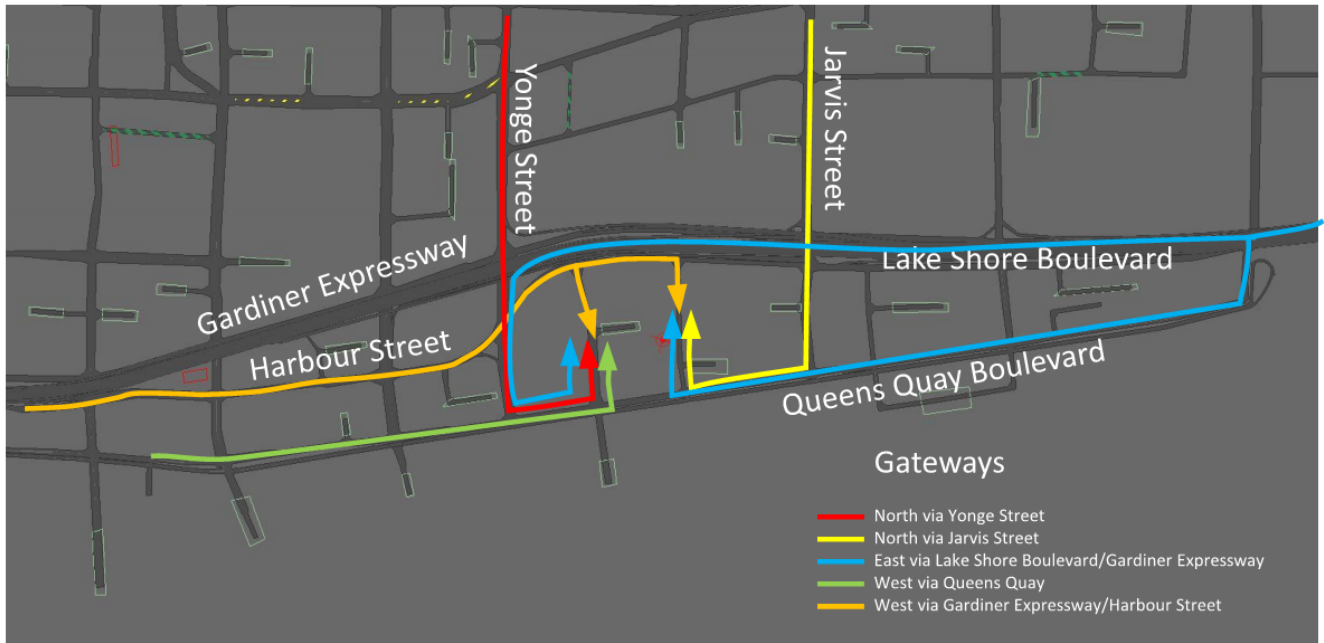 Yonge Street
Jarvis Street
Gardiner Expressway
Lake Shore Boulevard
Harbour Street
Queens Quay Boulevard
Gateways
North via Yonge Street
North via Jarvis Street
East via Lake Shore Boulevard/Gardiner Expressway
West via Queens Quay
West via Gardiner Expressway/Harbour Street